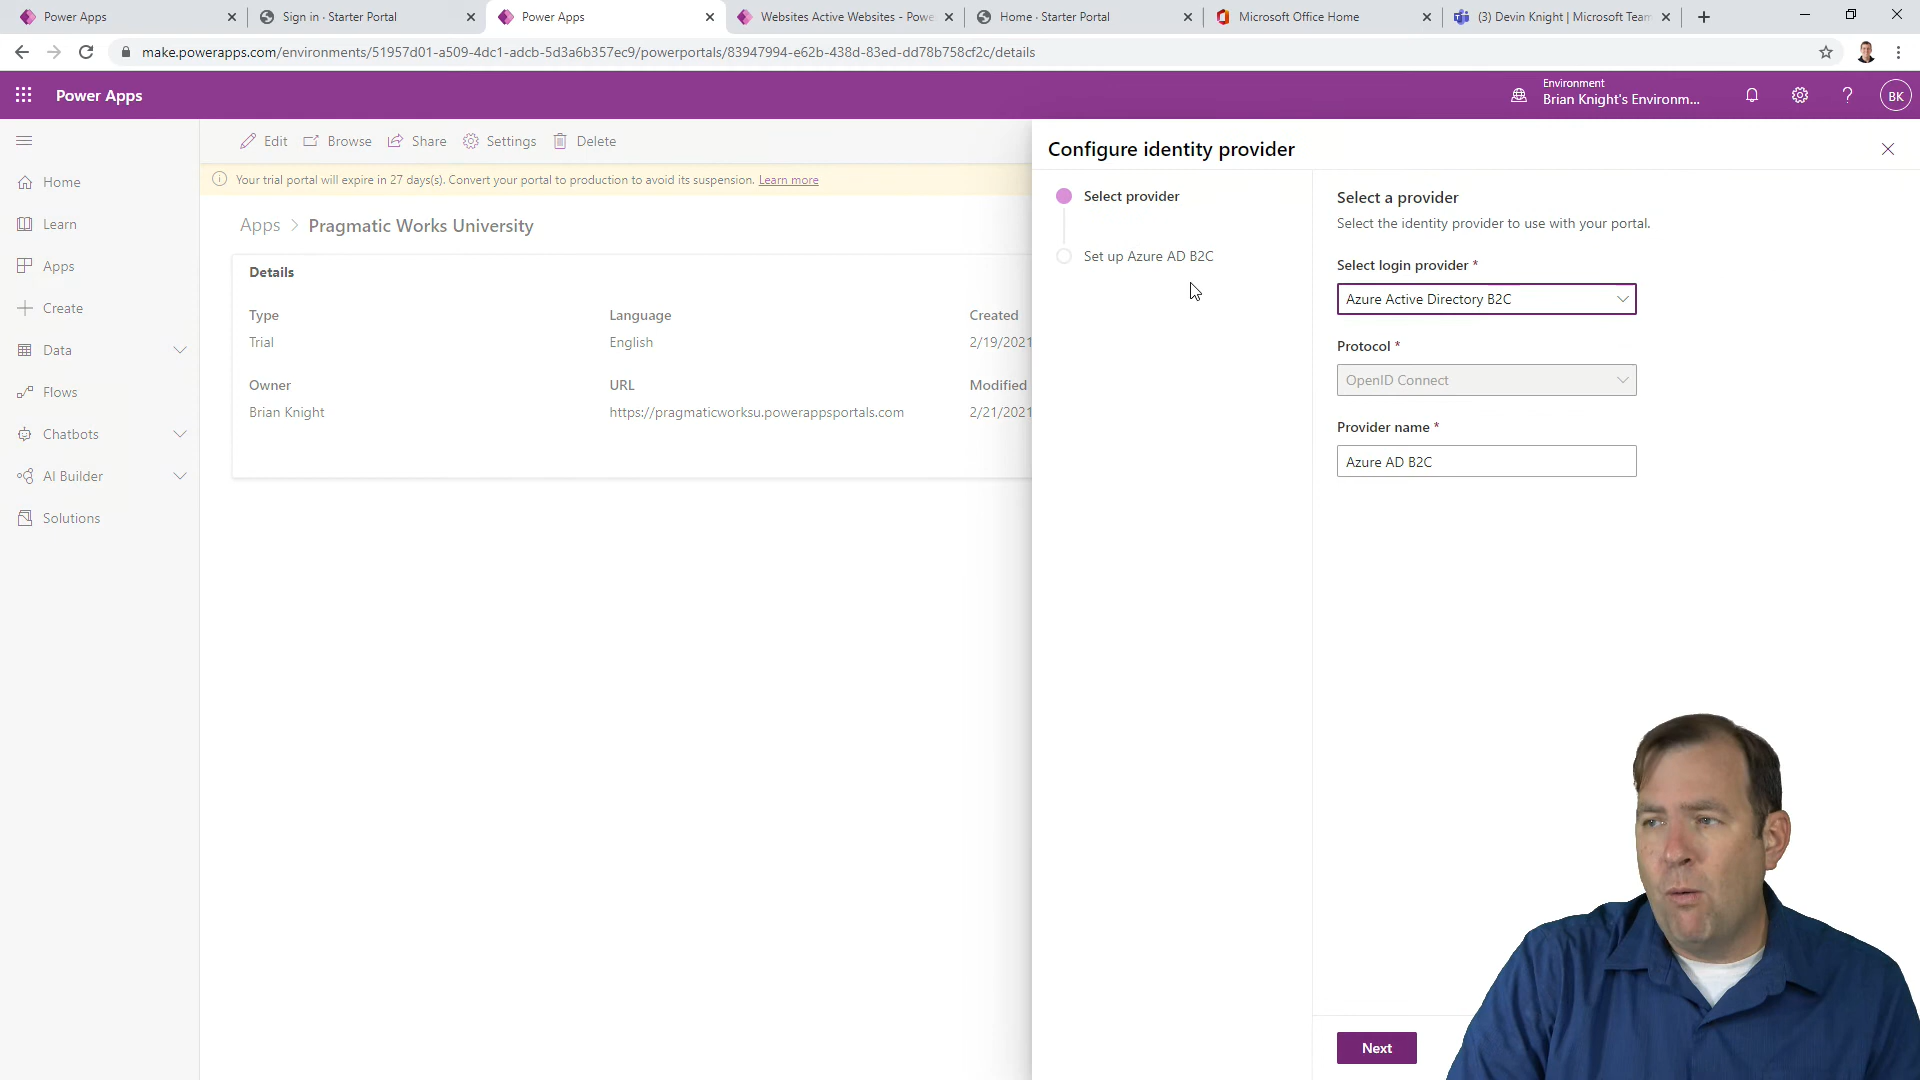 Power Apps
Sign in · Starter Portal
Power Apps
Websites Active Websites - Powe
Home · Starter Portal
Microsoft Office Home
(3) Devin Knight | Microsoft Team
make.powerapps.com/environments/51957d01-a509-4dc1-adcb-5d3a6b357ec9/powerportals/83947994-e62b-438d-83ed-dd78b758cf2c/details
Power Apps
Environment
Brian Knight's Environm...
?
BK
Edit
Browse
Share
Settings
Delete
Your trial portal will expire in 27 days(s). Convert your portal to production to avoid its suspension. Learn more
Home
Learn
Apps
Create
Data
Flows
Chatbots
AI Builder
Solutions
Apps > Pragmatic Works University
Details
Type
Language
Created
Trial
English
2/19/2021
Owner
URL
Modified
Brian Knight
https://pragmaticworksu.powerappsportals.com
2/21/2021
Configure identity provider
Select provider
Set up Azure AD B2C
Select a provider
Select the identity provider to use with your portal.
Select login provider *
Azure Active Directory B2C
Protocol *
OpenID Connect
Provider name *
Azure AD B2C
Next